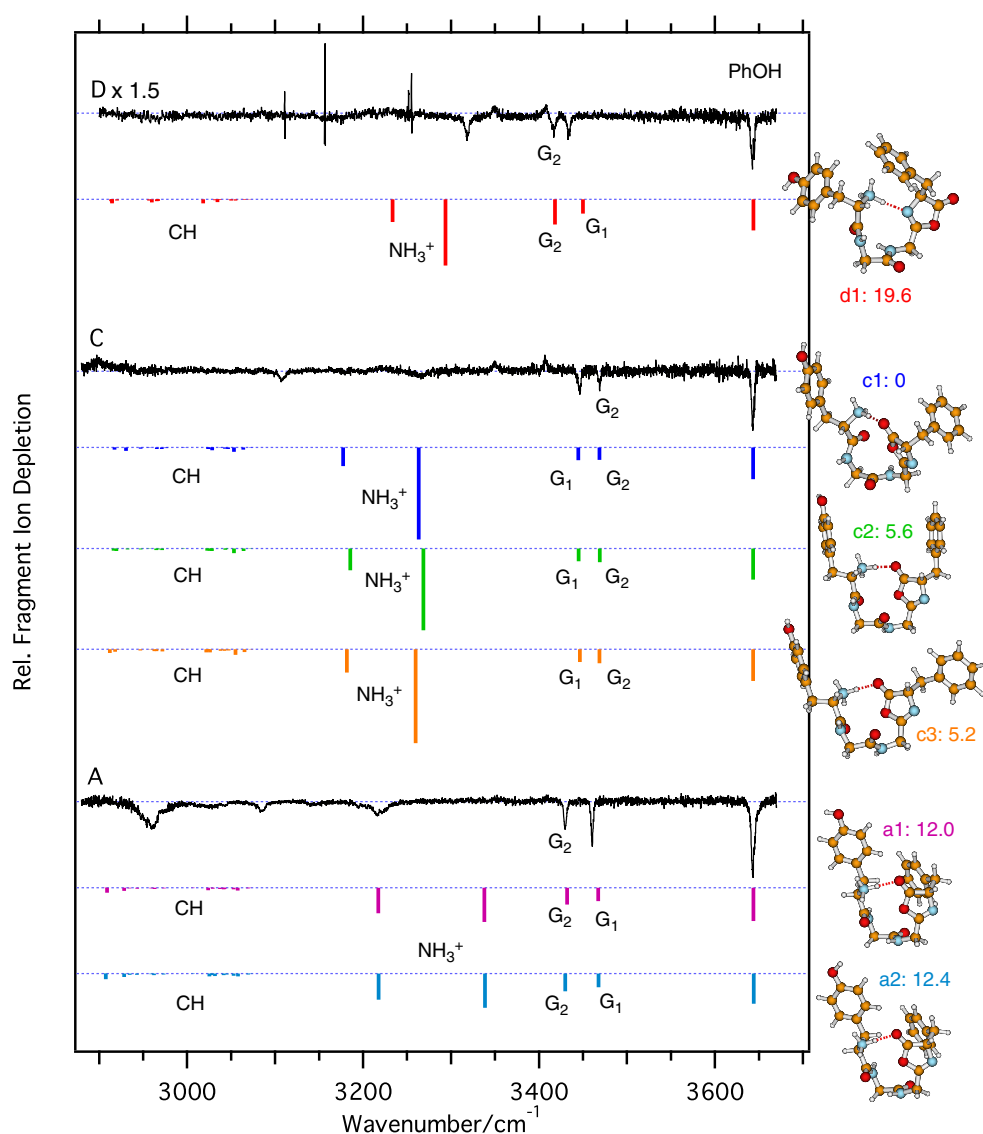 PhOH
D x 1.5
G2
CH
NH3+
G2
G1
d1: 19.6
C
G2
c1: 0
CH
NH3+
G1
G2
c2: 5.6
CH
NH3+
G1
G2
CH
NH3+
G1
G2
c3: 5.2
A
G2
a1: 12.0
CH
G2
G1
NH3+
a2: 12.4
CH
G2
G1
3000
3200
3400
3600
Wavenumber/cm-1
Rel. Fragment Ion Depletion